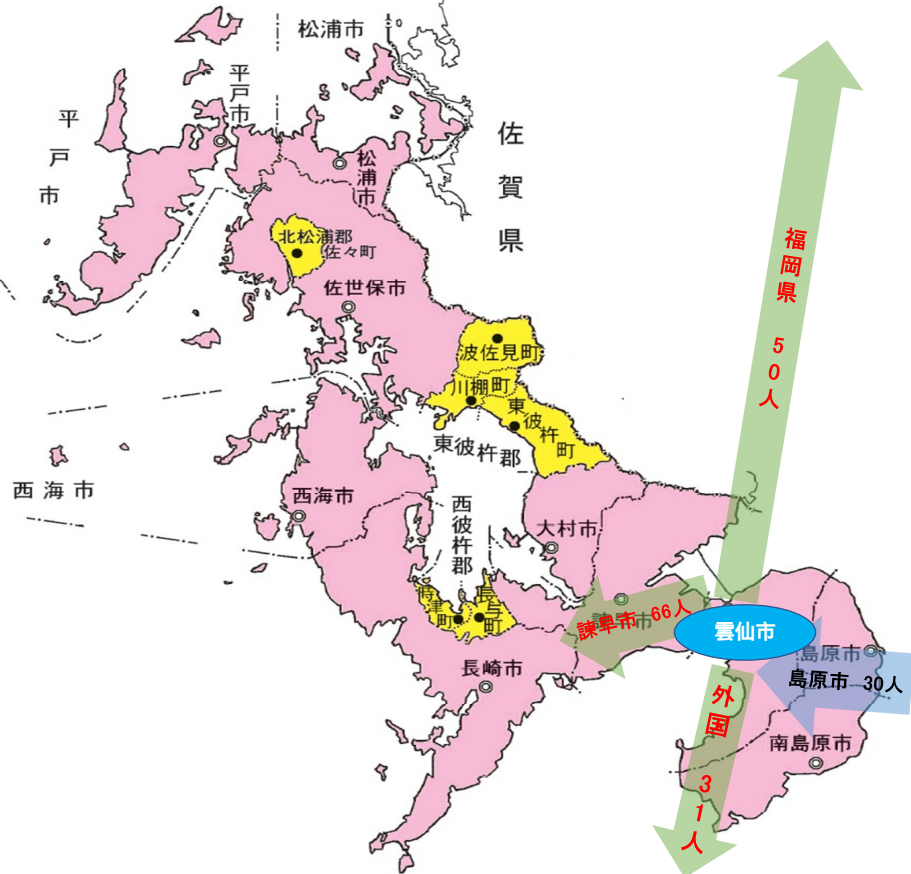 松浦市
平戸市
平戸市
佐賀県
松浦市
北松浦郡
佐々町
佐世保市
福岡県 50人
波佐見町
川棚町
東彼杵町
東彼杵郡
西海市
西海市
西彼杵郡
大村市
時津町
長与町
諫早市
諫早市 66人
雲仙市
島原市
島原市 30人
長崎市
外国 31人
南島原市